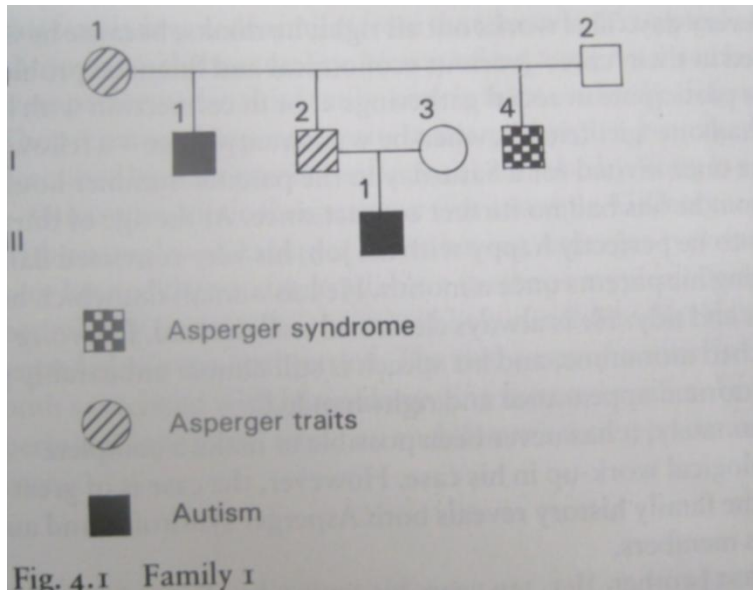 1
2
1
2
3
4
I
1
II
Asperger syndrome
Asperger traits
Autism
Fig. 4.1 Family 1